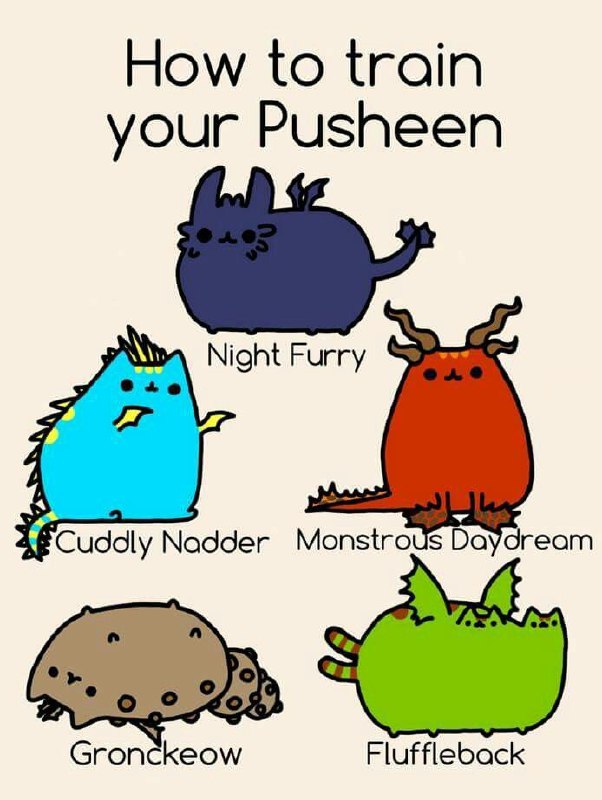 How to train
your Pusheen
Night Furry
Cuddly Nadder
Monstrous Daydream
Gronckeow
Fluffleback